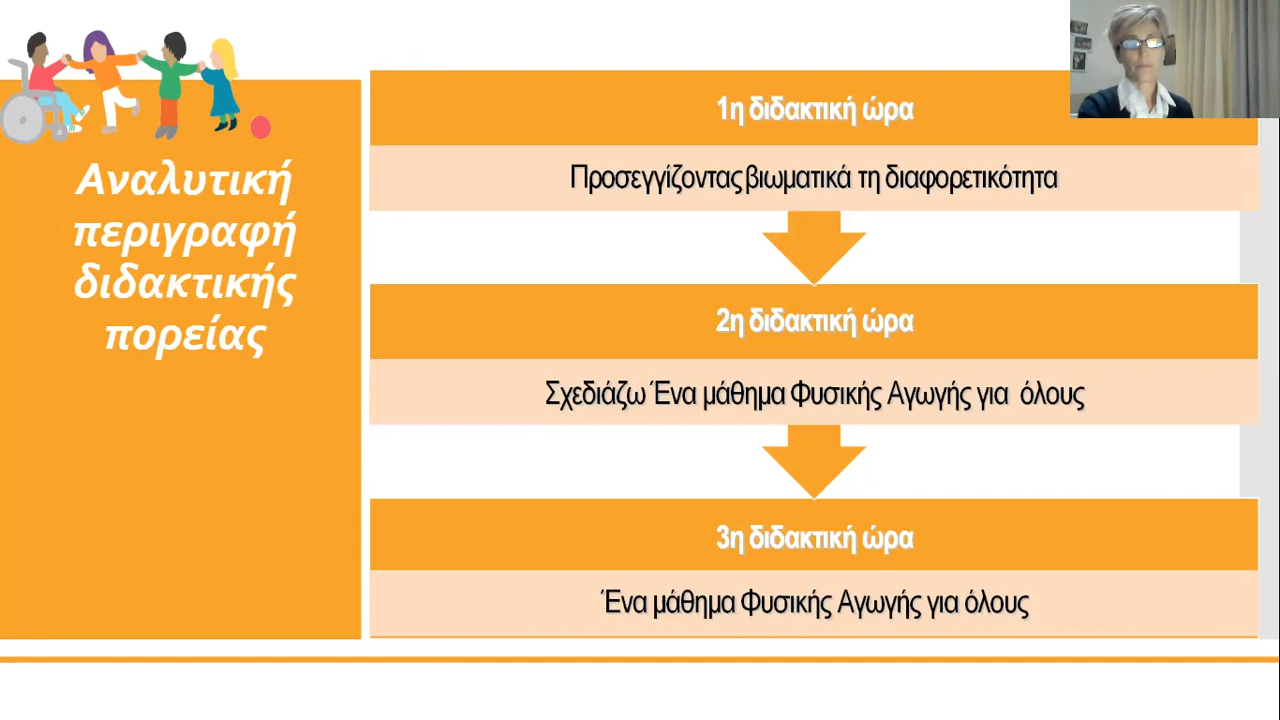 Αναλυτική
περιγραφή
διδακτικής
πορείας
1η διδακτική ώρα
Προσεγγίζοντας βιωματικά τη διαφορετικότητα
2η διδακτική ώρα
Σχεδιάζω Ένα μάθημα Φυσικής Αγωγής για όλους
3η διδακτική ώρα
Ένα μάθημα Φυσικής Αγωγής για όλους